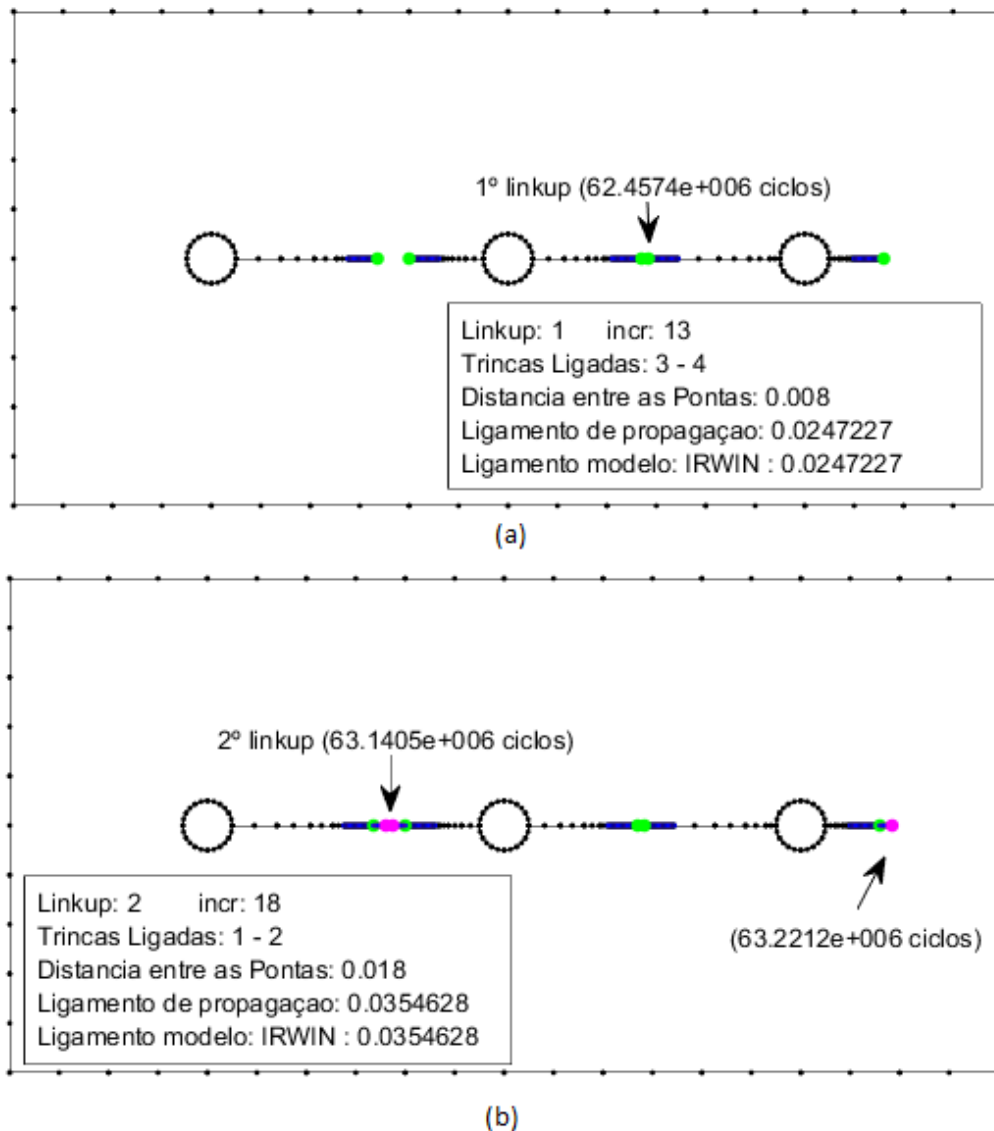 1º linkup (62.4574e+006 ciclos)
Linkup: 1 incr: 13
Trincas Ligadas: 3 - 4
Distancia entre as Pontas: 0.008
Ligamento de propagaçao: 0.0247227
Ligamento modelo: IRWIN : 0.0247227
(a)
2º linkup (63.1405e+006 ciclos)
Linkup: 2 incr: 18
Trincas Ligadas: 1 - 2
Distancia entre as Pontas: 0.018
Ligamento de propagaçao: 0.0354628
Ligamento modelo: IRWIN : 0.0354628
(63.2212e+006 ciclos)
(b)